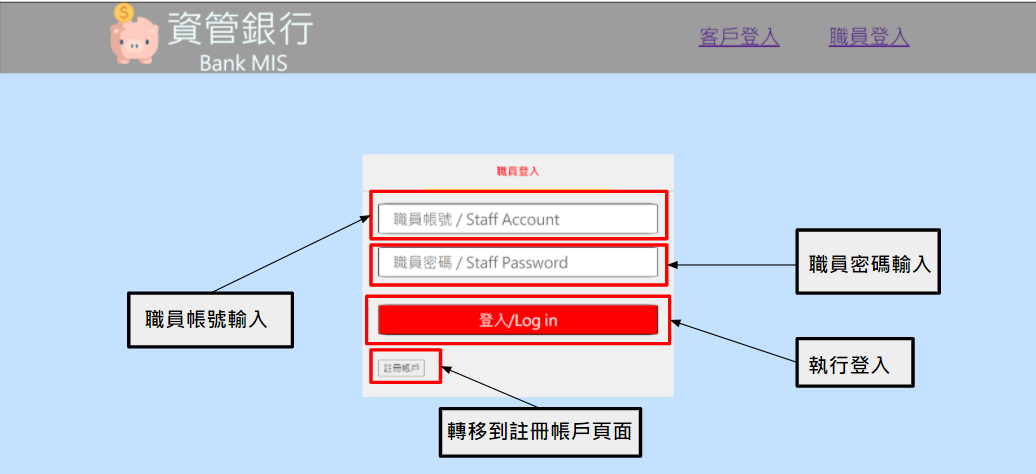 資管銀行
Bank MIS
客戶登入
職員登入
職員登入
職員帳號 / Staff Account
職員密碼 / Staff Password
職員密碼輸入
職員帳號輸入
登入/Log in
執行登入
註冊帳戶
轉移到註冊帳戶頁面